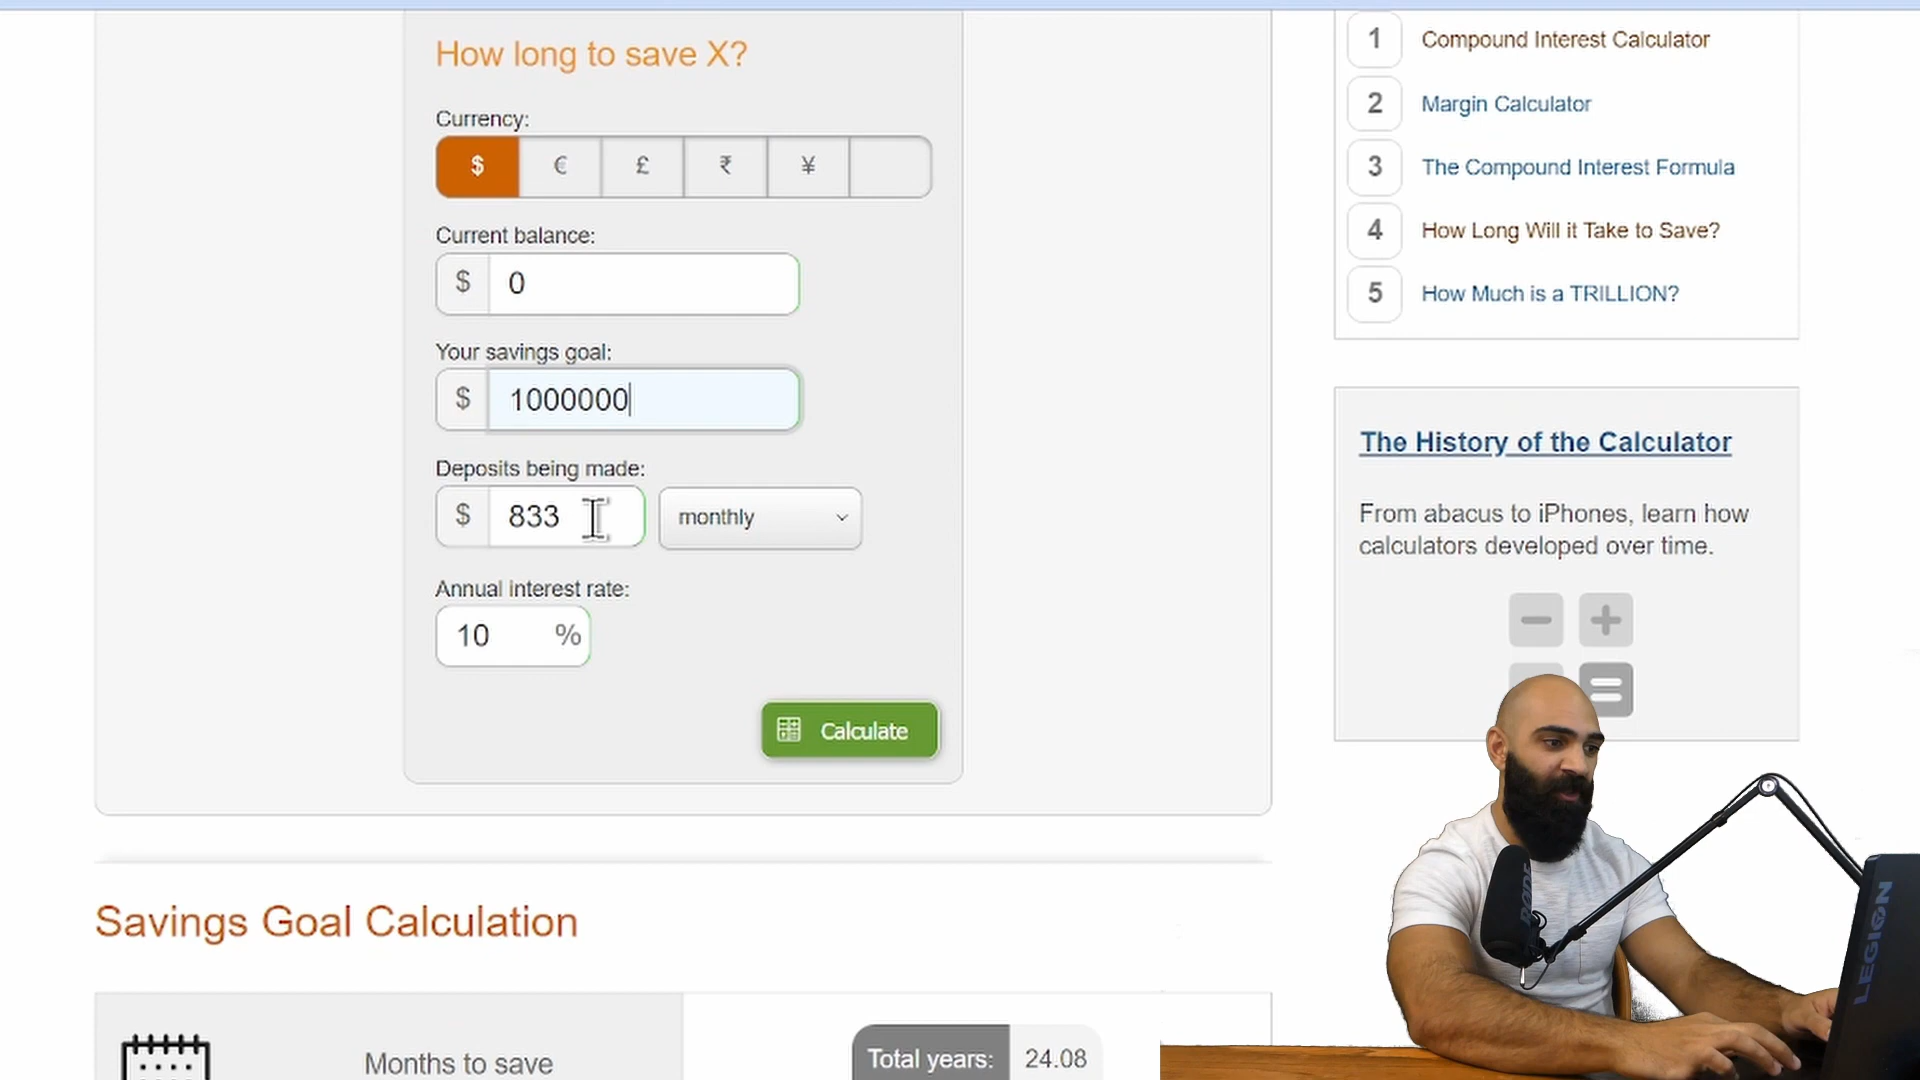 How long to save X?
Currency:
$ € £ ₹ ¥
Current balance:
$ 0
Your savings goal:
$ 1000000
Deposits being made:
$ 833 monthly
Annual interest rate:
10 %
Calculate
Savings Goal Calculation
Months to save
Total years: 24.08
1 Compound Interest Calculator
2 Margin Calculator
3 The Compound Interest Formula
4 How Long Will it Take to Save?
5 How Much is a TRILLION?
The History of the Calculator
From abacus to iPhones, learn how
calculators developed over time.
RODE
LEGION